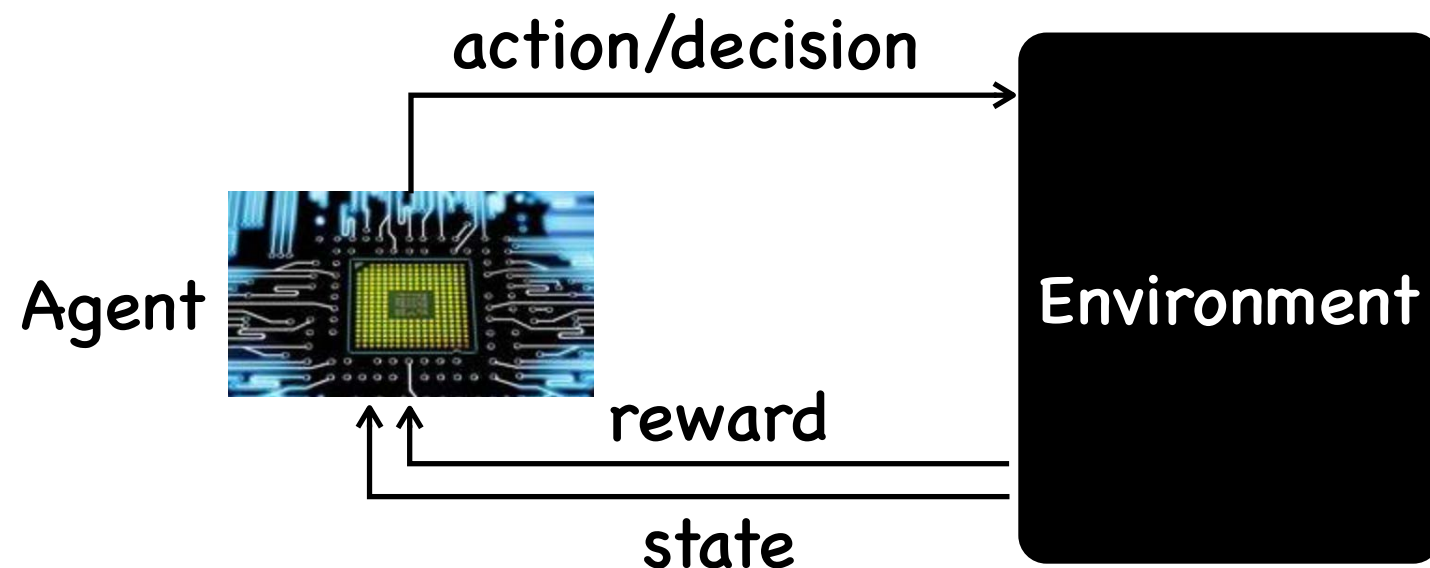 action/decision
Agent
Environment
reward
state